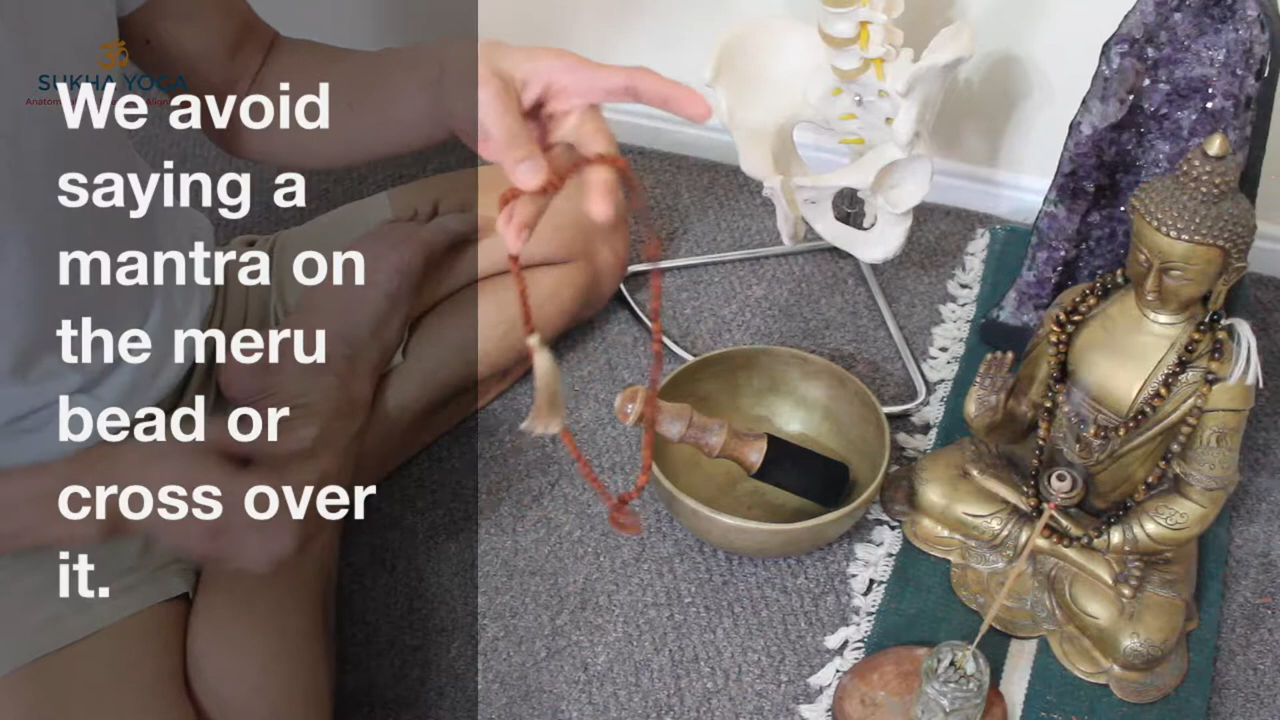 ॐ
SUKHA YOGA
We avoid
saying a
mantra on
the meru
bead or
cross over
it.